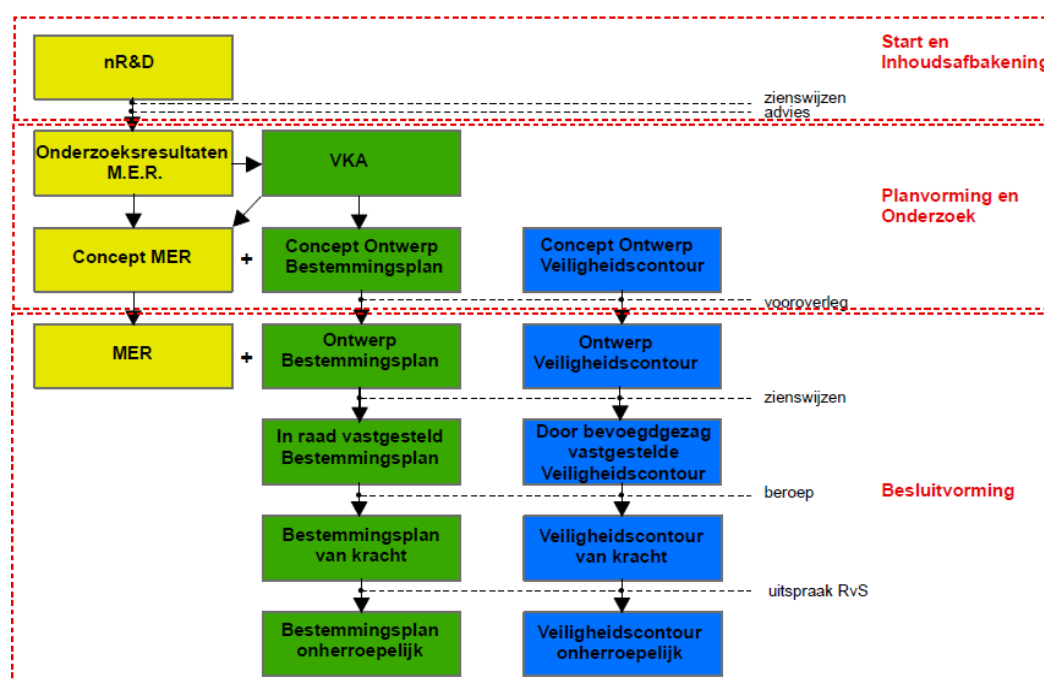 nR&D
Start en
Inhoudsafbakening
zienswijzen
advies
Onderzoeksresultaten
M.E.R.
VKA
Planvorming en
Onderzoek
Concept MER
+
Concept Ontwerp
Bestemmingsplan
Concept Ontwerp
Veiligheidscontour
vooroverleg
MER
+
Ontwerp
Bestemmingsplan
Ontwerp
Veiligheidscontour
zienswijzen
In raad vastgesteld
Bestemmingsplan
Door bevoegdgezag
vastgestelde
Veiligheidscontour
beroep
Besluitvorming
Bestemmingsplan
van kracht
Veiligheidscontour
van kracht
uitspraak RvS
Bestemmingsplan
onherroepelijk
Veiligheidscontour
onherroepelijk